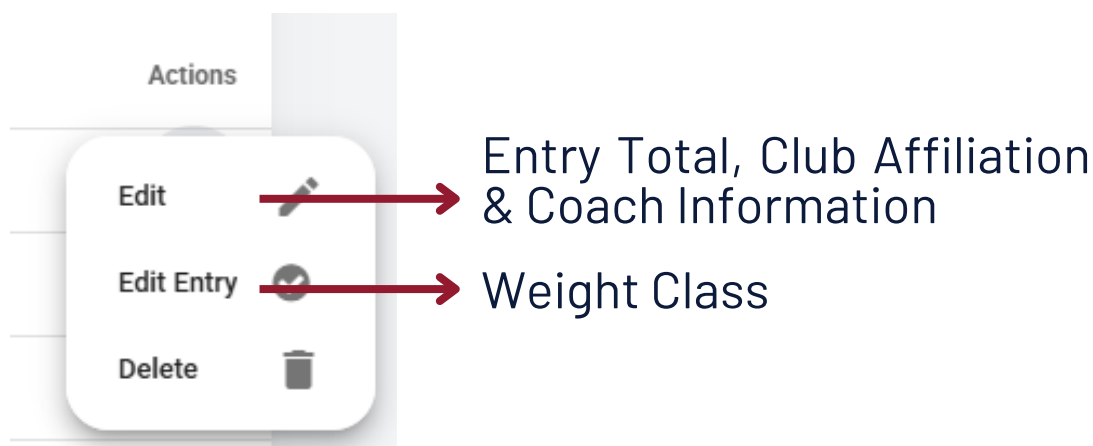 Actions
Edit
Entry Total, Club Affiliation
& Coach Information
Edit Entry
Weight Class
Delete